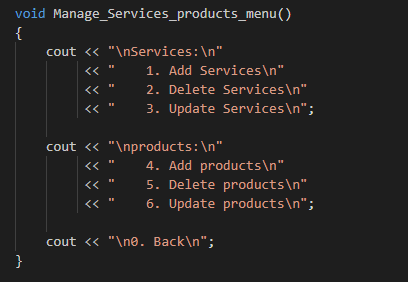 void Manage_Services_products_menu()
{
    cout << "\nServices:\n"
         << "    1. Add Services\n"
         << "    2. Delete Services\n"
         << "    3. Update Services\n";

    cout << "\nproducts:\n"
         << "    4. Add products\n"
         << "    5. Delete products\n"
         << "    6. Update products\n";

    cout << "\n0. Back\n";
}